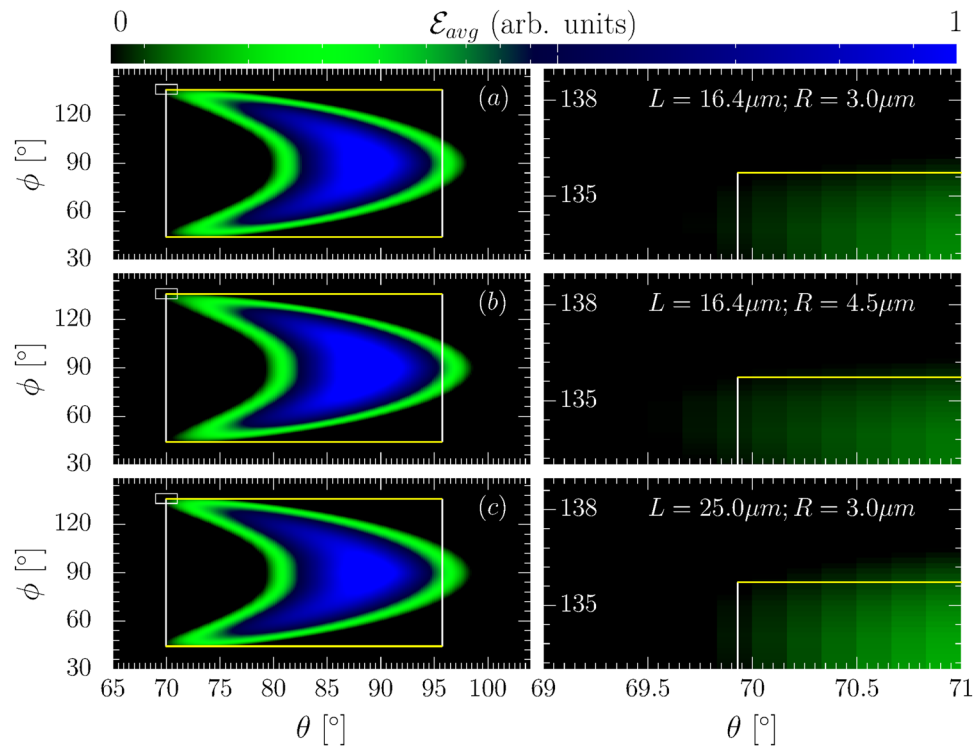 0 𝓔avg (arb. units) 1
(a) L = 16.4μm; R = 3.0μm
120
90
60
30
ϕ [°]
138
135
(b) L = 16.4μm; R = 4.5μm
120
90
60
30
ϕ [°]
138
135
(c) L = 25.0μm; R = 3.0μm
120
90
60
30
ϕ [°]
138
135
65 70 75 80 85 90 95 100
69 69.5 70 70.5 71
θ [°] θ [°]